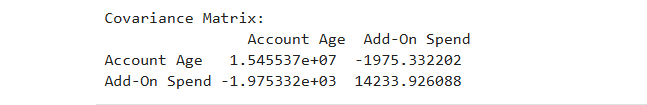 Covariance Matrix:
Account Age  Add-On Spend
Account Age   1.545537e+07  -1975.332202
Add-On Spend -1.975332e+03  14233.926088